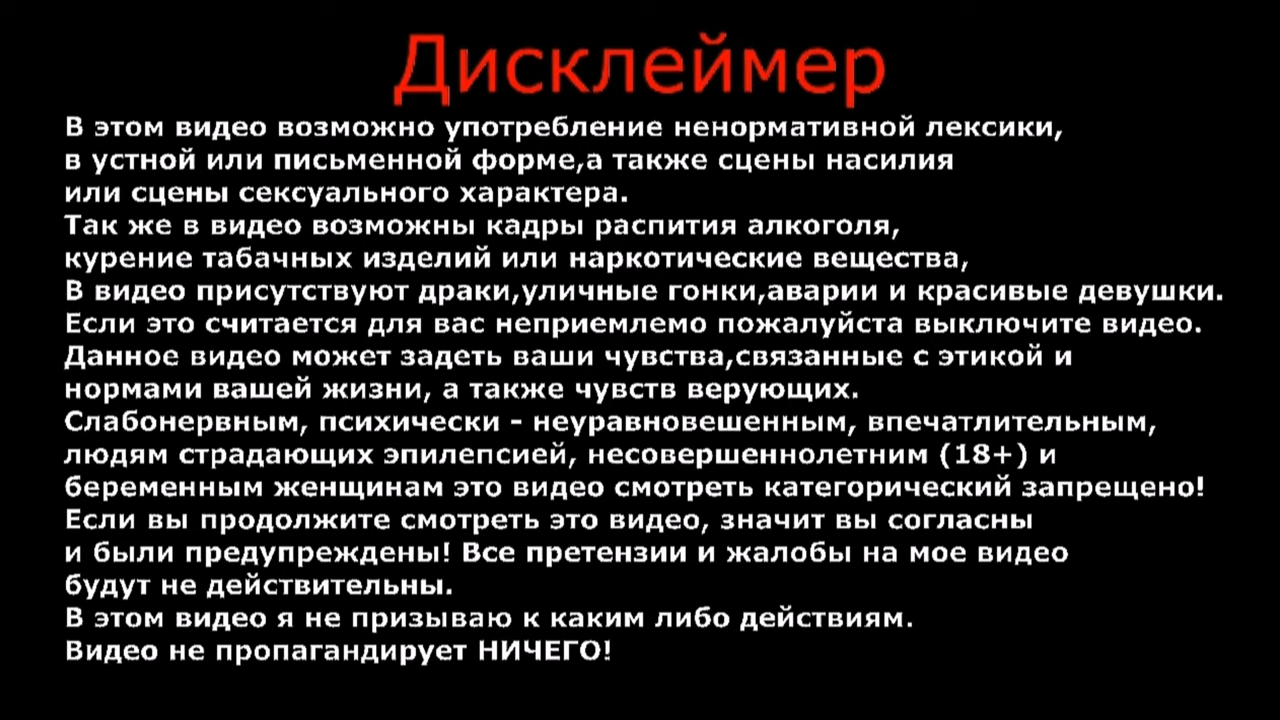 Дисклеймер
В этом видео возможно употребление ненормативной лексики,
в устной или письменной форме,а также сцены насилия
или сцены сексуального характера.
Так же в видео возможны кадры распития алкоголя,
курение табачных изделий или наркотические вещества,
В видео присутствуют драки,уличные гонки,аварии и красивые девушки.
Если это считается для вас неприемлемо пожалуйста выключите видео.
Данное видео может задеть ваши чувства,связанные с этикой и
нормами вашей жизни, а также чувств верующих.
Слабонервным, психически - неуравновешенным, впечатлительным,
людям страдающих эпилепсией, несовершеннолетним (18+) и
беременным женщинам это видео смотреть категорический запрещено!
Если вы продолжите смотреть это видео, значит вы согласны
и были предупреждены! Все претензии и жалобы на мое видео
будут не действительны.
В этом видео я не призываю к каким либо действиям.
Видео не пропагандирует НИЧЕГО!